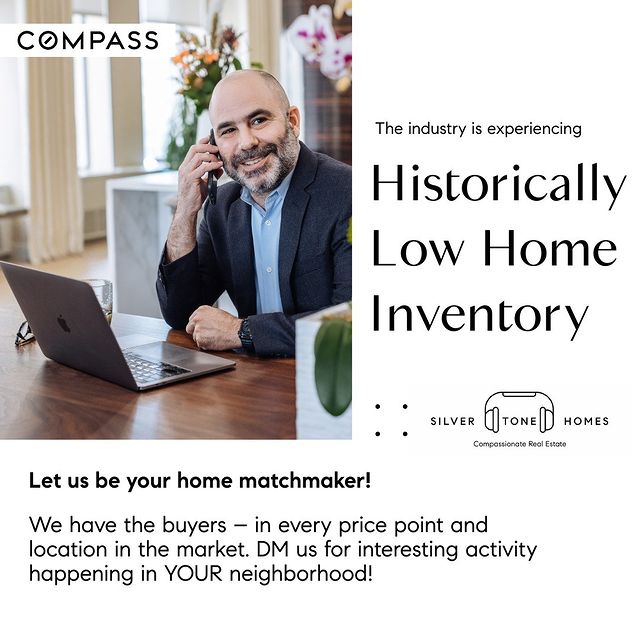 COMPASS
The industry is experiencing
Historically
Low Home
Inventory
SILVER TONE HOMES
Compassionate Real Estate
Let us be your home matchmaker!
We have the buyers – in every price point and
location in the market. DM us for interesting activity
happening in YOUR neighborhood!